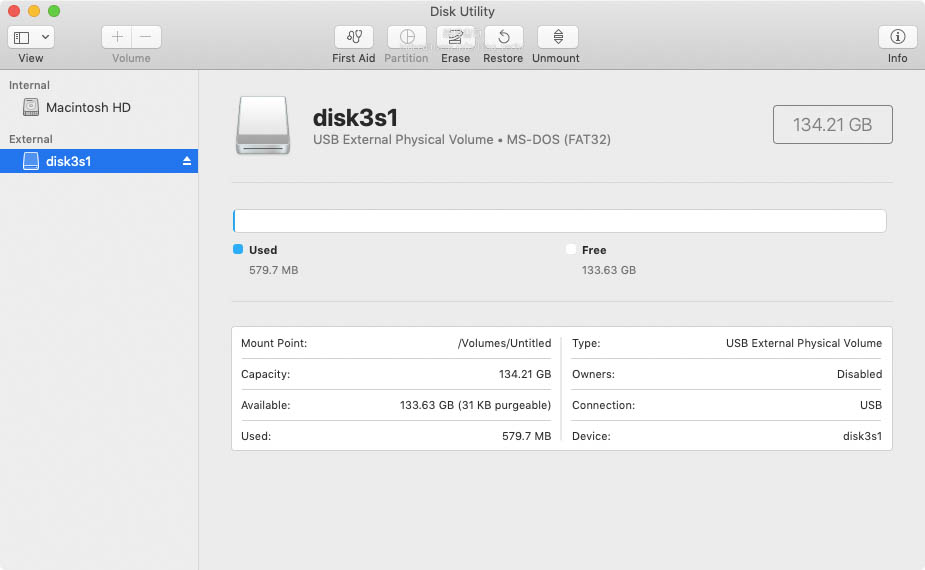 Disk Utility
View
Volume
First Aid
Partition
Erase
Restore
Unmount
Info
Internal
Macintosh HD
External
disk3s1
disk3s1
USB External Physical Volume • MS-DOS (FAT32)
134.21 GB
Used
579.7 MB
Free
133.63 GB
Mount Point: /Volumes/Untitled
Type: USB External Physical Volume
Capacity: 134.21 GB
Owners: Disabled
Available: 133.63 GB (31 KB purgeable)
Connection: USB
Used: 579.7 MB
Device: disk3s1